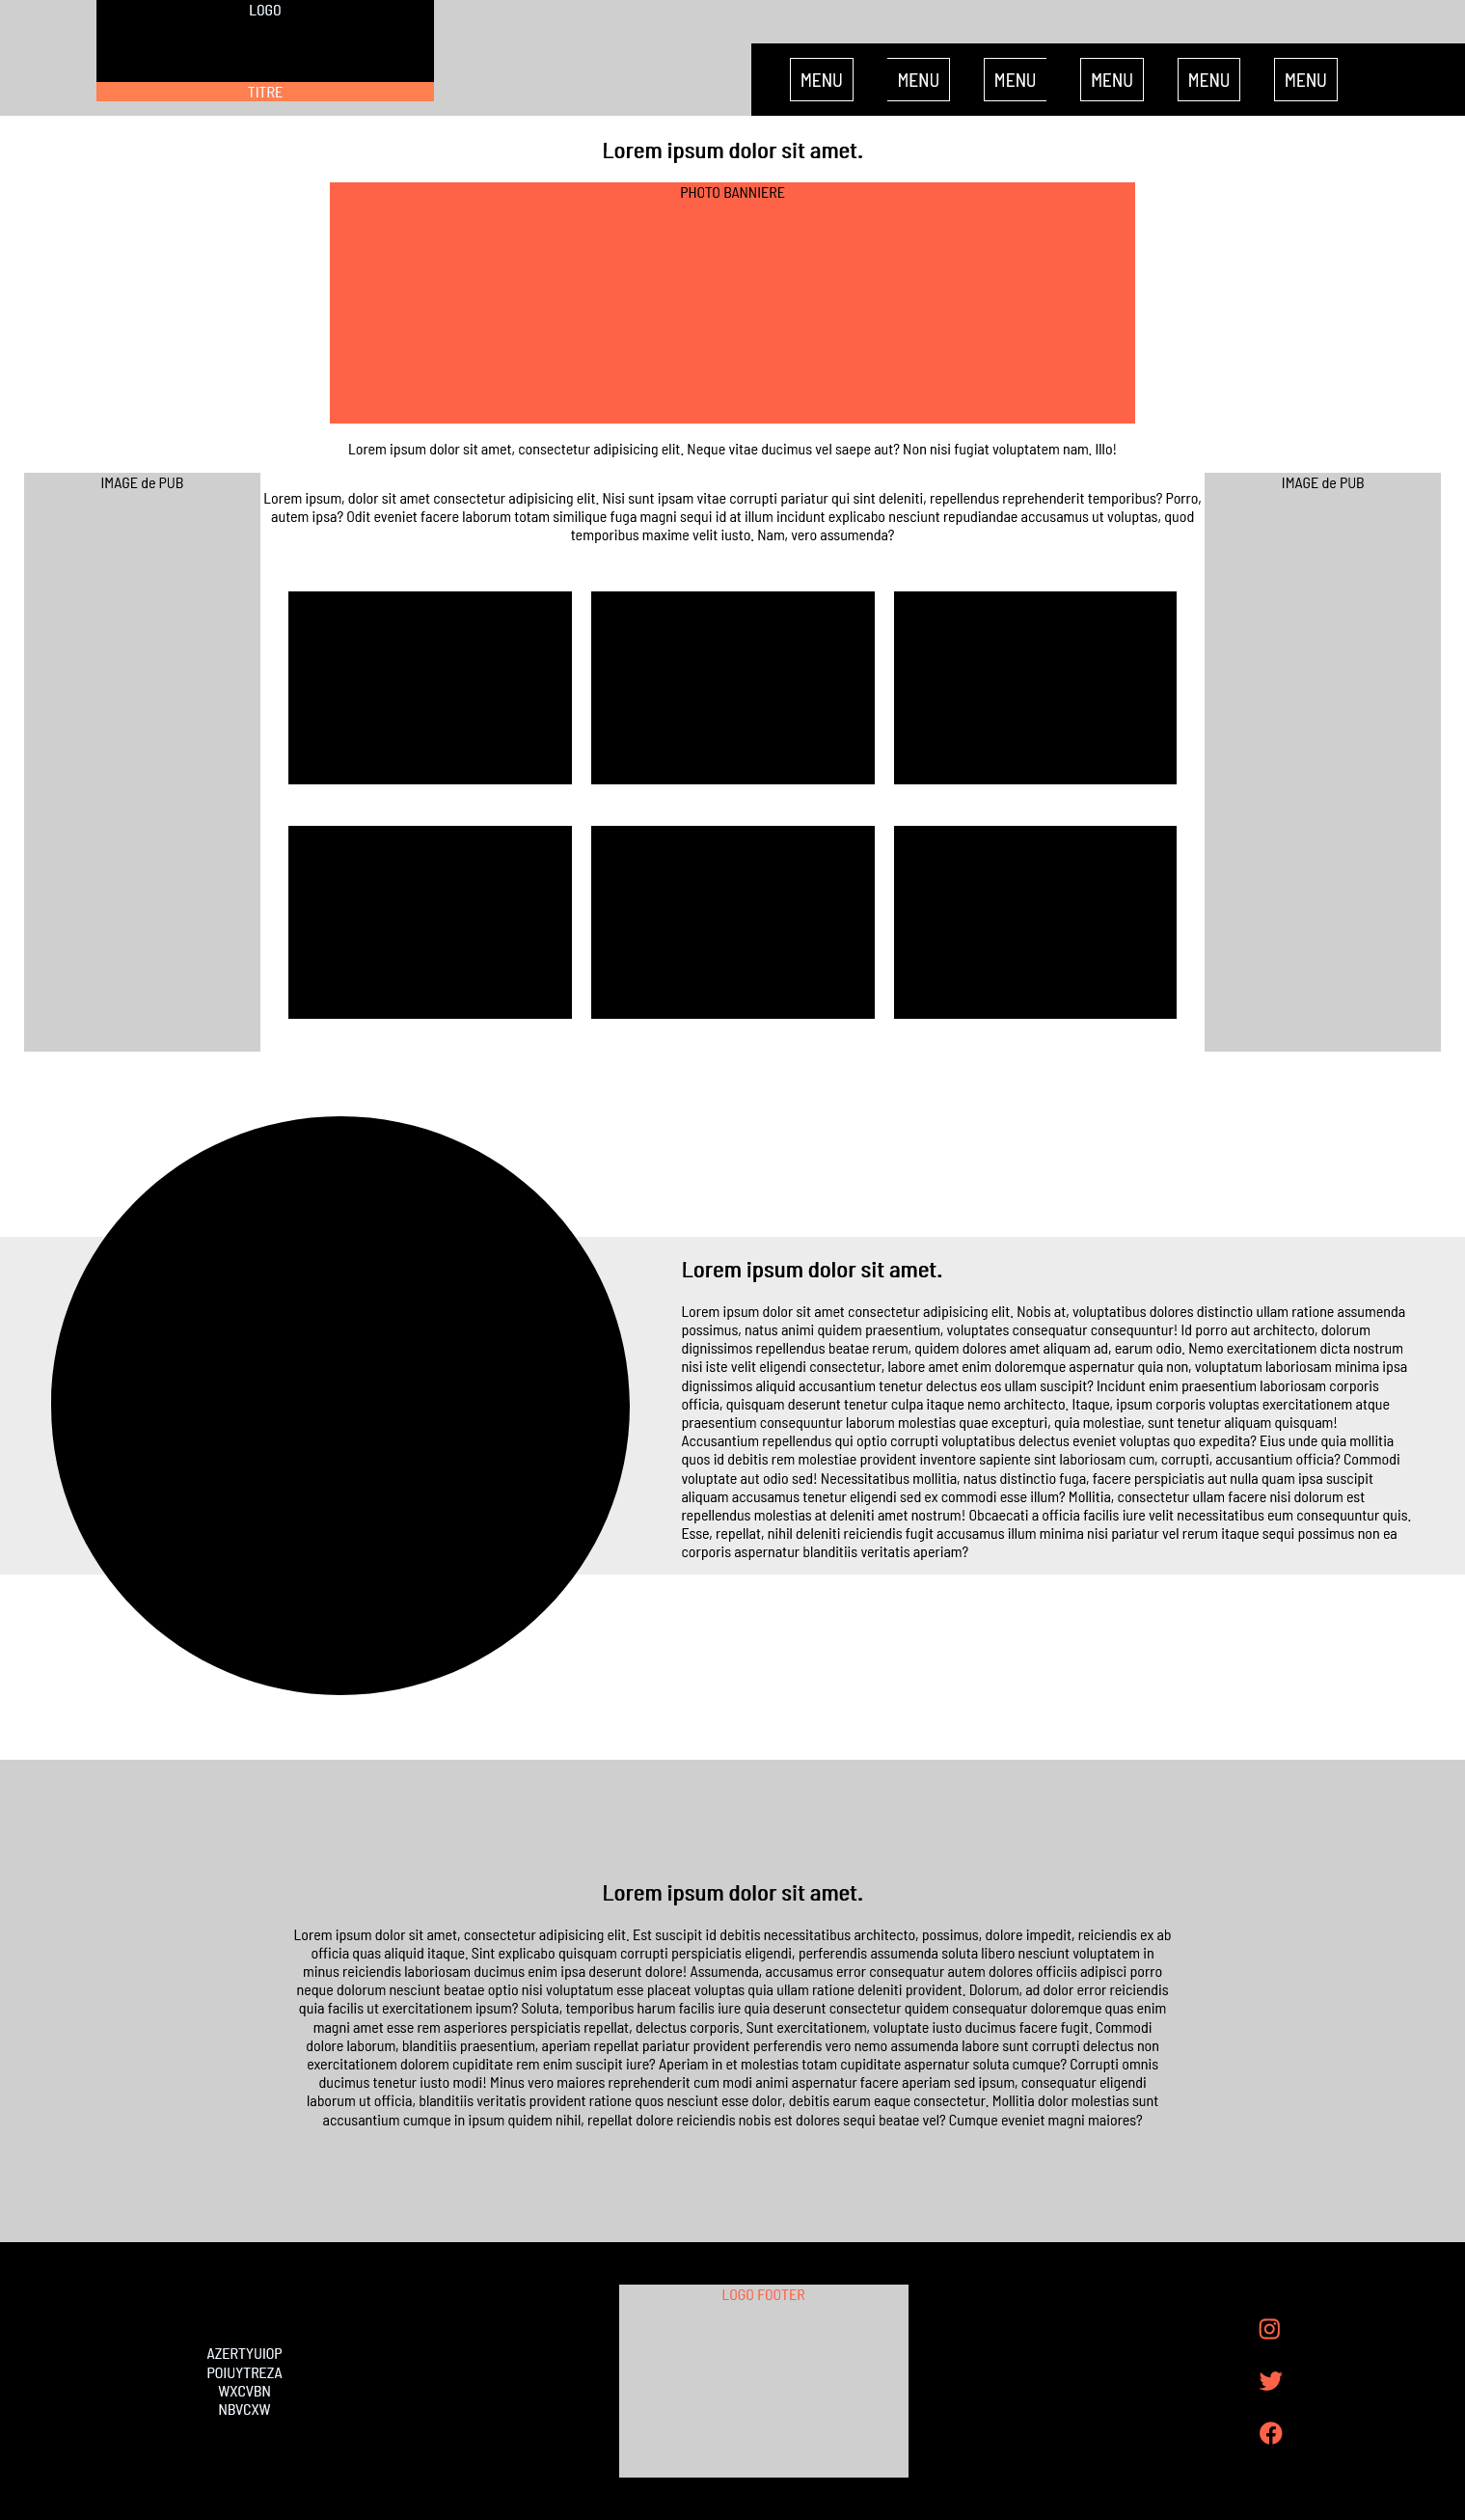 LOGO
TITRE
MENU MENU MENU MENU MENU MENU
Lorem ipsum dolor sit amet.
PHOTO BANNIERE
Lorem ipsum dolor sit amet, consectetur adipisicing elit. Neque vitae ducimus vel saepe aut? Non nisi fugiat voluptatem nam. Illo!
IMAGE de PUB
Lorem ipsum, dolor sit amet consectetur adipisicing elit. Nisi sunt ipsam vitae corrupti pariatur qui sint deleniti, repellendus reprehenderit temporibus? Porro,
autem ipsa? Odit eveniet facere laborum totam similique fuga magni sequi id at illum incidunt explicabo nesciunt repudiandae accusamus ut voluptas, quod
temporibus maxime velit iusto. Nam, vero assumenda?
IMAGE de PUB
Lorem ipsum dolor sit amet.
Lorem ipsum dolor sit amet consectetur adipisicing elit. Nobis at, voluptatibus dolores distinctio ullam ratione assumenda
possimus, natus animi quidem praesentium, voluptates consequatur consequuntur! Id porro aut architecto, dolorum
dignissimos repellendus beatae rerum, quidem dolores amet aliquam ad, earum odio. Nemo exercitationem dicta nostrum
nisi iste velit eligendi consectetur, labore amet enim doloremque aspernatur quia non, voluptatum laboriosam minima ipsa
dignissimos aliquid accusantium tenetur delectus eos ullam suscipit? Incidunt enim praesentium laboriosam corporis
officia, quisquam deserunt tenetur culpa itaque nemo architecto. Itaque, ipsum corporis voluptas exercitationem atque
praesentium consequuntur laborum molestias quae excepturi, quia molestiae, sunt tenetur aliquam quisquam!
Accusantium repellendus qui optio corrupti voluptatibus delectus eveniet voluptas quo expedita? Eius unde quia mollitia
quos id debitis rem molestiae provident inventore sapiente sint laboriosam cum, corrupti, accusantium officia? Commodi
voluptate aut odio sed! Necessitatibus mollitia, natus distinctio fuga, facere perspiciatis aut nulla quam ipsa suscipit
aliquam accusamus tenetur eligendi sed ex commodi esse illum? Mollitia, consectetur ullam facere nisi dolorum est
repellendus molestias at deleniti amet nostrum! Obcaecati a officia facilis iure velit necessitatibus eum consequuntur quis.
Esse, repellat, nihil deleniti reiciendis fugit accusamus illum minima nisi pariatur vel rerum itaque sequi possimus non ea
corporis aspernatur blanditiis veritatis aperiam?
Lorem ipsum dolor sit amet.
Lorem ipsum dolor sit amet, consectetur adipisicing elit. Est suscipit id debitis necessitatibus architecto, possimus, dolore impedit, reiciendis ex ab
officia quas aliquid itaque. Sint explicabo quisquam corrupti perspiciatis eligendi, perferendis assumenda soluta libero nesciunt voluptatem in
minus reiciendis laboriosam ducimus enim ipsa deserunt dolore! Assumenda, accusamus error consequatur autem dolores officiis adipisci porro
neque dolorum nesciunt beatae optio nisi voluptatum esse placeat voluptas quia ullam ratione deleniti provident. Dolorum, ad dolor error reiciendis
quia facilis ut exercitationem ipsum? Soluta, temporibus harum facilis iure quia deserunt consectetur quidem consequatur doloremque quas enim
magni amet esse rem asperiores perspiciatis repellat, delectus corporis. Sunt exercitationem, voluptate iusto ducimus facere fugit. Commodi
dolore laborum, blanditiis praesentium, aperiam repellat pariatur provident perferendis vero nemo assumenda labore sunt corrupti delectus non
exercitationem dolorem cupiditate rem enim suscipit iure? Aperiam in et molestias totam cupiditate aspernatur soluta cumque? Corrupti omnis
ducimus tenetur iusto modi! Minus vero maiores reprehenderit cum modi animi aspernatur facere aperiam sed ipsum, consequatur eligendi
laborum ut officia, blanditiis veritatis provident ratione quos nesciunt esse dolor, debitis earum eaque consectetur. Mollitia dolor molestias sunt
accusantium cumque in ipsum quidem nihil, repellat dolore reiciendis nobis est dolores sequi beatae vel? Cumque eveniet magni maiores?
LOGO FOOTER
AZERTYUIOP
POIUYTREZA
WXCVBN
NBVCXW